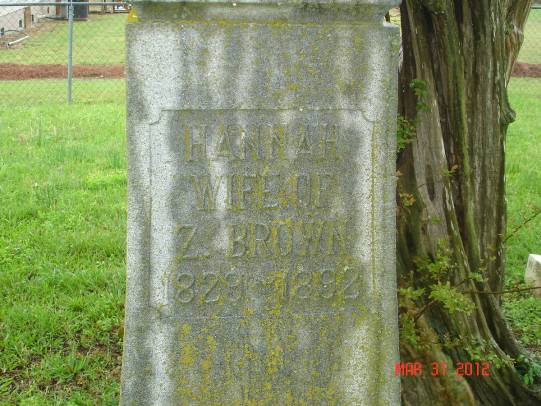 HANNAH
WIFE OF
Z. BROWN
1829 - 1892
MAR 31 2012